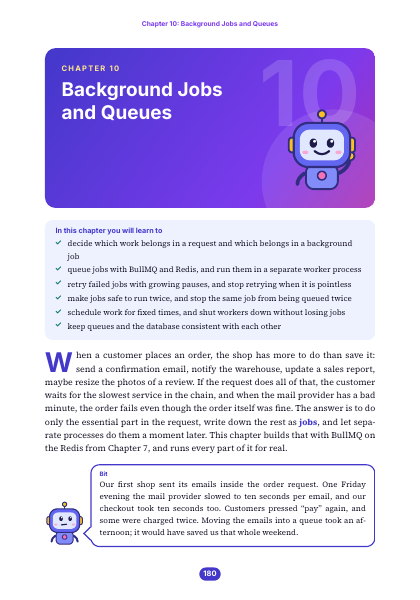 Chapter 10: Background Jobs and Queues
CHAPTER 10
10
Background Jobs
and Queues
In this chapter you will learn to
decide which work belongs in a request and which belongs in a background
job
queue jobs with BullMQ and Redis, and run them in a separate worker process
retry failed jobs with growing pauses, and stop retrying when it is pointless
make jobs safe to run twice, and stop the same job from being queued twice
schedule work for fixed times, and shut workers down without losing jobs
keep queues and the database consistent with each other
When a customer places an order, the shop has more to do than save it:
send a confirmation email, notify the warehouse, update a sales report,
maybe resize the photos of a review. If the request does all of that, the customer
waits for the slowest service in the chain, and when the mail provider has a bad
minute, the order fails even though the order itself was fine. The answer is to do
only the essential part in the request, write down the rest as jobs, and let sepa-
rate processes do them a moment later. This chapter builds that with BullMQ on
the Redis from Chapter 7, and runs every part of it for real.
Bit
Our first shop sent its emails inside the order request. One Friday
evening the mail provider slowed to ten seconds per email, and our
checkout took ten seconds too. Customers pressed “pay” again, and
some were charged twice. Moving the emails into a queue took an af-
ternoon; it would have saved us that whole weekend.
180